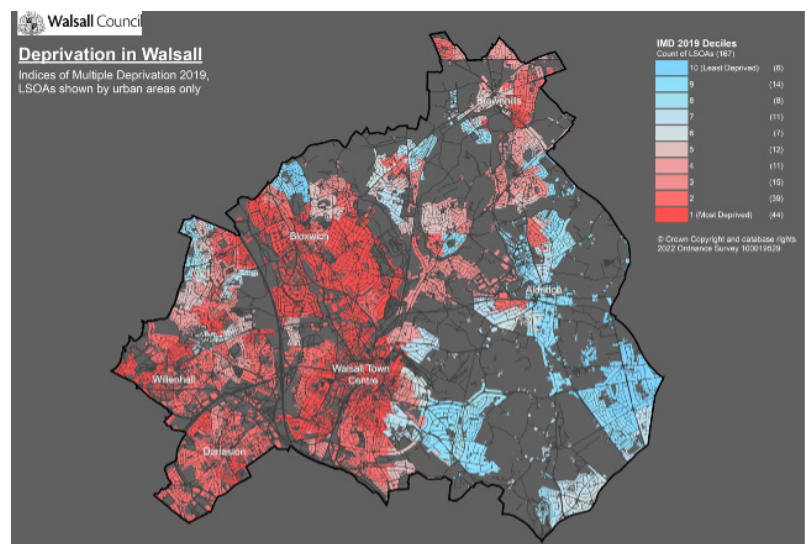 Walsall Council
Deprivation in Walsall
Indices of Multiple Deprivation 2019,
LSOAs shown by urban areas only
IMD 2019 Deciles
Count of LSOAs (167)
10 (Least Deprived) (6)
9 (14)
8 (8)
7 (11)
6 (7)
5 (12)
4 (11)
3 (15)
2 (39)
1 (Most Deprived) (44)
© Crown Copyright and database rights
2022 Ordnance Survey 100019529
Brownhills
Bloxwich
Aldridge
Walsall Town
Centre
Willenhall
Darlaston